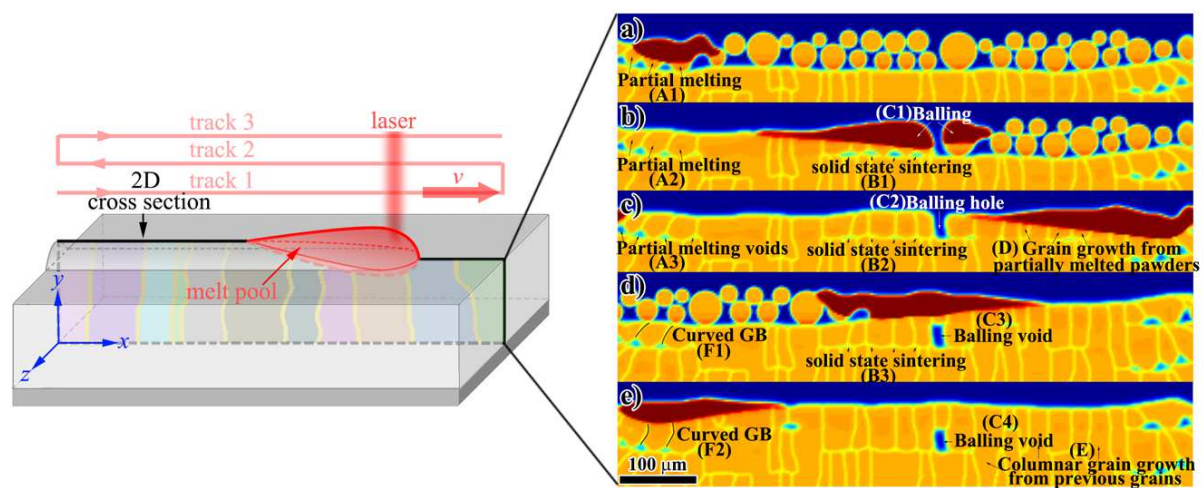 track 3
laser
track 2
track 1
v
2D
cross section
melt pool
y
x
z
a)
Partial melting
(A1)
b)
(C1)Balling
Partial melting
(A2)
solid state sintering
(B1)
c)
(C2)Balling hole
Partial melting voids
(A3)
solid state sintering
(B2)
(D) Grain growth from
partially melted pawders
d)
Curved GB
(F1)
(C3)
Balling void
solid state sintering
(B3)
e)
Curved GB
(F2)
(C4)
Balling void
(E)
Columnar grain growth
from previous grains
100 μm